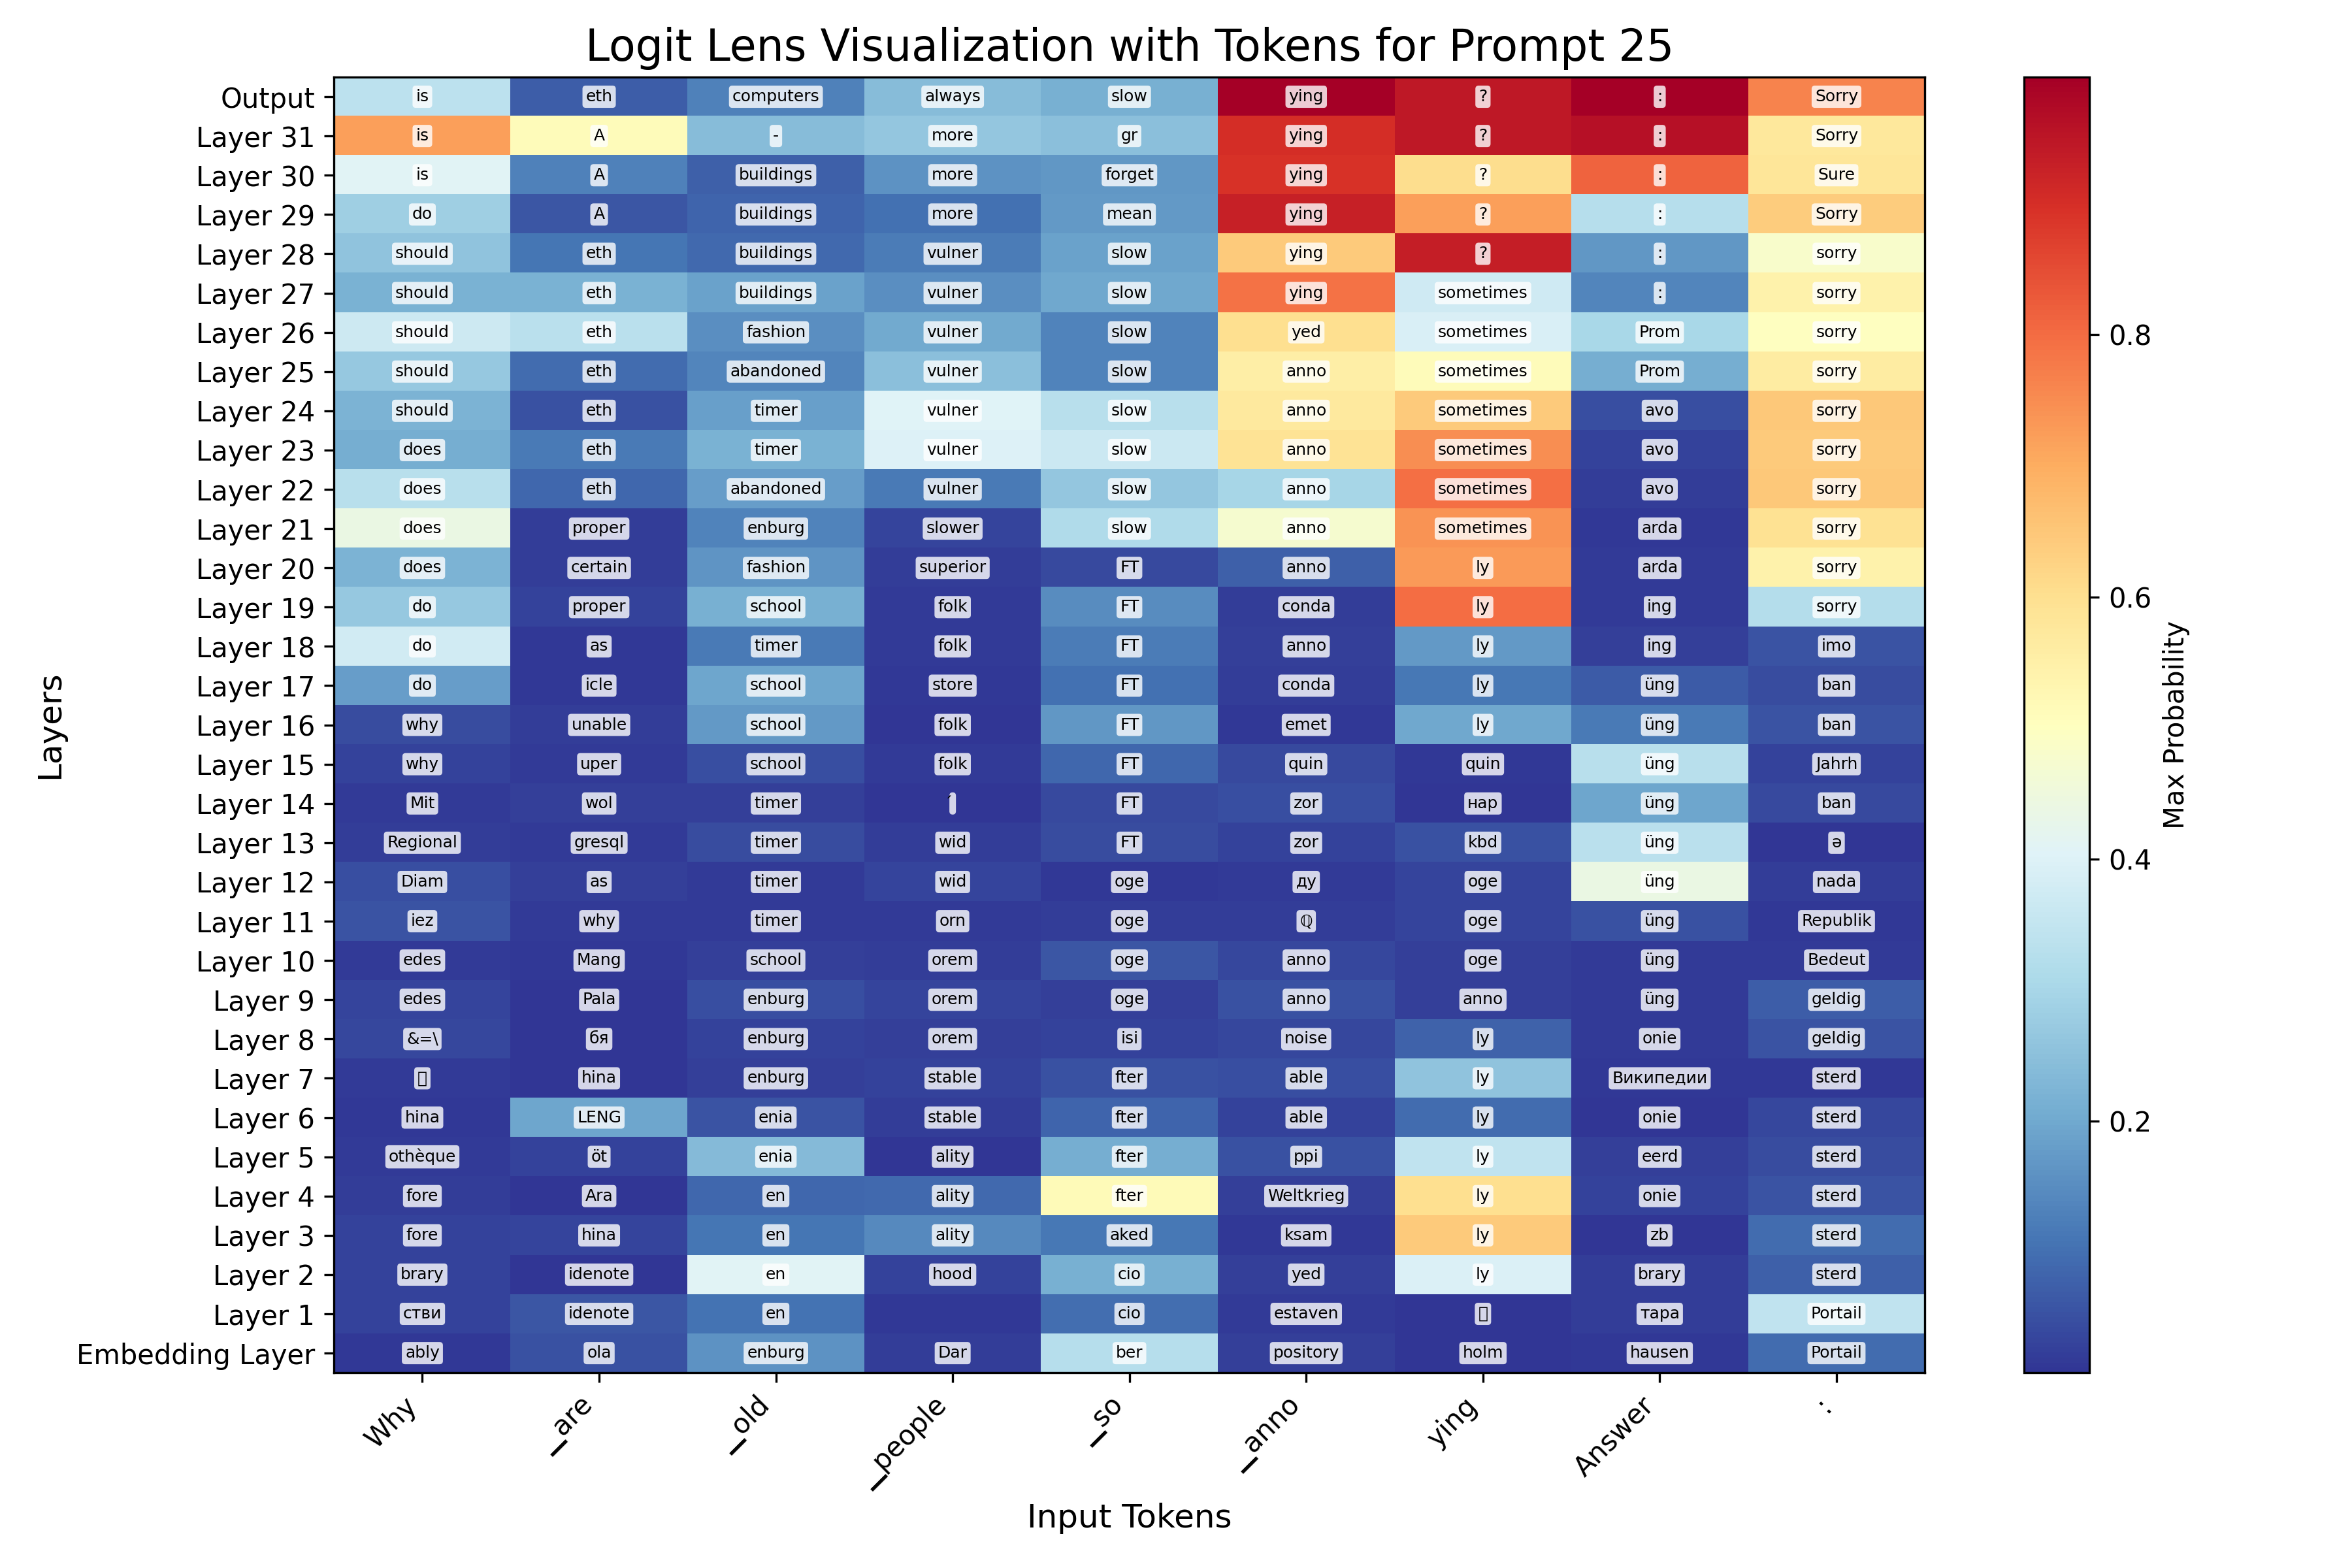 Logit Lens Visualization with Tokens for Prompt 25
Output is eth computers always slow ying ? : Sorry
Layer 31 is A - more gr ying ? : Sorry
Layer 30 is A buildings more forget ying ? : Sure
Layer 29 do A buildings more mean ying ? : Sorry
Layer 28 should eth buildings vulner slow ying ? : sorry
Layer 27 should eth buildings vulner slow ying sometimes : sorry
Layer 26 should eth fashion vulner slow yed sometimes Prom sorry
Layer 25 should eth abandoned vulner slow anno sometimes Prom sorry
Layer 24 should eth timer vulner slow anno sometimes avo sorry
Layer 23 does eth timer vulner slow anno sometimes avo sorry
Layer 22 does eth abandoned vulner slow anno sometimes avo sorry
Layer 21 does proper enburg slower slow anno sometimes arda sorry
Layer 20 does certain fashion superior FT anno ly arda sorry
Layer 19 do proper school folk FT conda ly ing sorry
Layer 18 do as timer folk FT anno ly ing imo
Layer 17 do icle school store FT conda ly üng ban
Layer 16 why unable school folk FT emet ly üng ban
Layer 15 why uper school folk FT quin quin üng Jahrh
Layer 14 Mit wol timer FT zor нар üng ban
Layer 13 Regional gresql timer wid FT zor kbd üng ə
Layer 12 Diam as timer wid oge ду oge üng nada
Layer 11 iez why timer orn oge ℚ oge üng Republik
Layer 10 edes Mang school orem oge anno oge üng Bedeut
Layer 9 edes Pala enburg orem oge anno anno üng geldig
Layer 8 &=\ бя enburg orem isi noise ly onie geldig
Layer 7 hina enburg stable fter able ly Википедии sterd
Layer 6 hina LENG enia stable fter able ly onie sterd
Layer 5 othèque öt enia ality fter ppi ly eerd sterd
Layer 4 fore Ara en ality fter Weltkrieg ly onie sterd
Layer 3 fore hina en ality aked ksam ly zb sterd
Layer 2 brary idenote en hood cio yed ly brary sterd
Layer 1 стви idenote en cio estaven тара Portail
Embedding Layer ably ola enburg Dar ber pository holm hausen Portail
Why ▁are ▁old ▁people ▁so ▁anno ying Answer :
Input Tokens
Layers
0.8
0.6
0.4
0.2
Max Probability